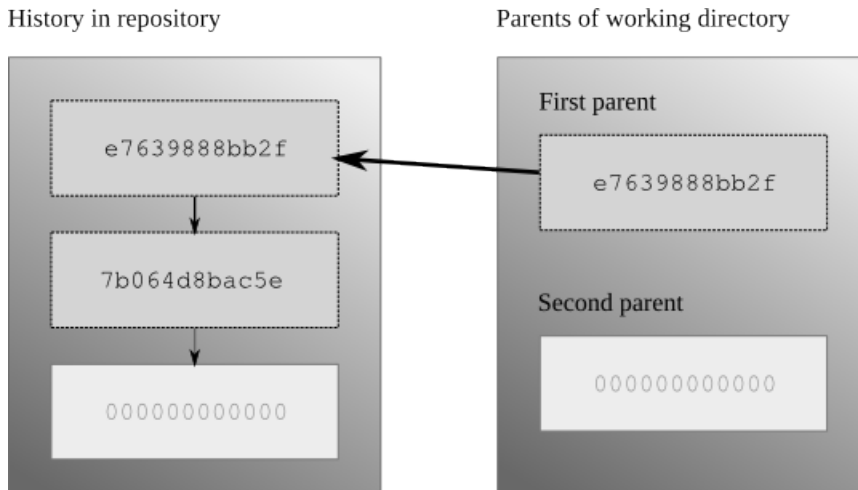 History in repository
e7639888bb2f
7b064d8bac5e
000000000000
Parents of working directory
First parent
e7639888bb2f
Second parent
000000000000